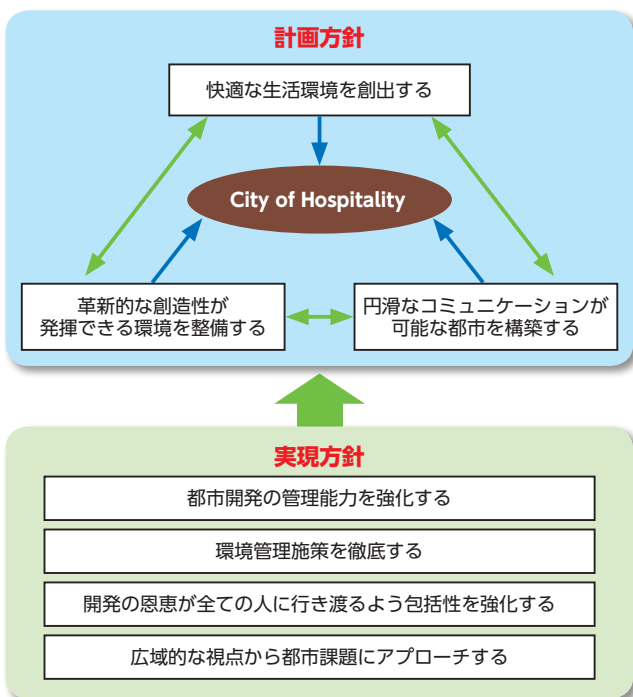 計画方針
快適な生活環境を創出する
City of Hospitality
革新的な創造性が
発揮できる環境を整備する
円滑なコミュニケーションが
可能な都市を構築する
実現方針
都市開発の管理能力を強化する
環境管理施策を徹底する
開発の恩恵が全ての人に行き渡るよう包括性を強化する
広域的な視点から都市課題にアプローチする